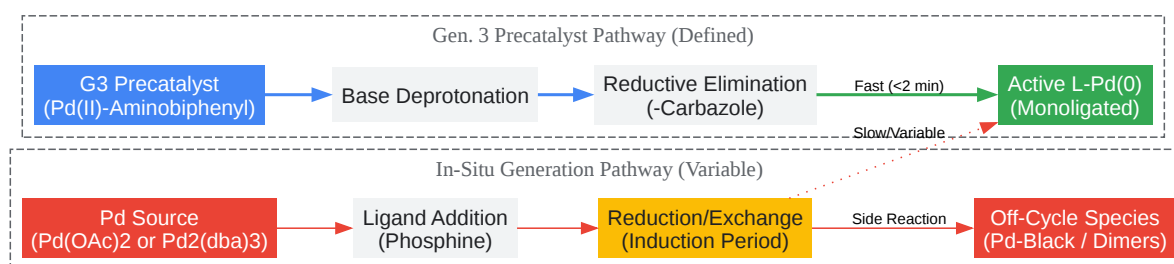 Gen. 3 Precatalyst Pathway (Defined)
G3 Precatalyst
(Pd(II)-Aminobiphenyl)
Base Deprotonation
Reductive Elimination
(-Carbazole)
Fast (<2 min)
Active L-Pd(0)
(Monoligated)
Slow/Variable
In-Situ Generation Pathway (Variable)
Pd Source
(Pd(OAc)2 or Pd2(dba)3)
Ligand Addition
(Phosphine)
Reduction/Exchange
(Induction Period)
Side Reaction
Off-Cycle Species
(Pd-Black / Dimers)